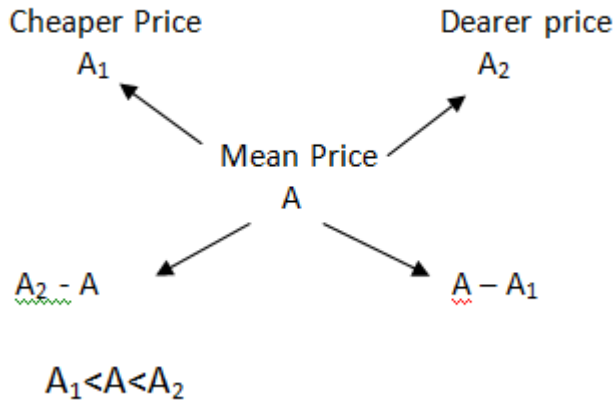 Cheaper Price Dearer price
A₁ A₂
Mean Price
A
A₂ - A A – A₁
A₁<A<A₂